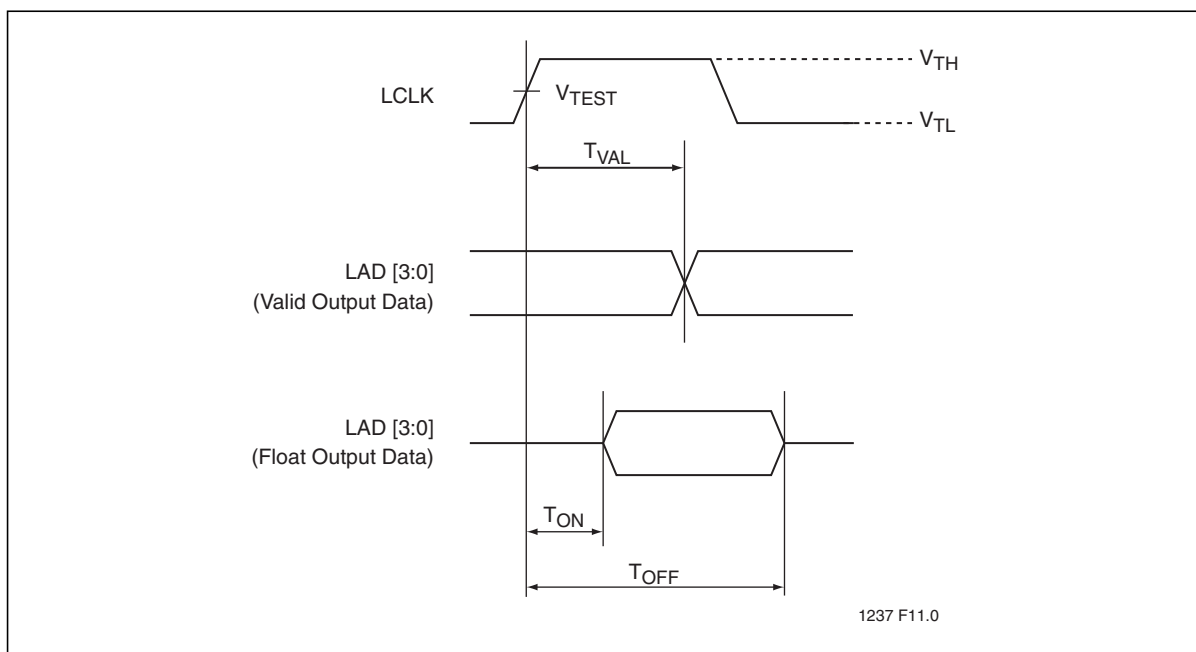 LCLK
VTEST
VTH
VTL
TVAL
LAD [3:0]
(Valid Output Data)
LAD [3:0]
(Float Output Data)
TON
TOFF
1237 F11.0